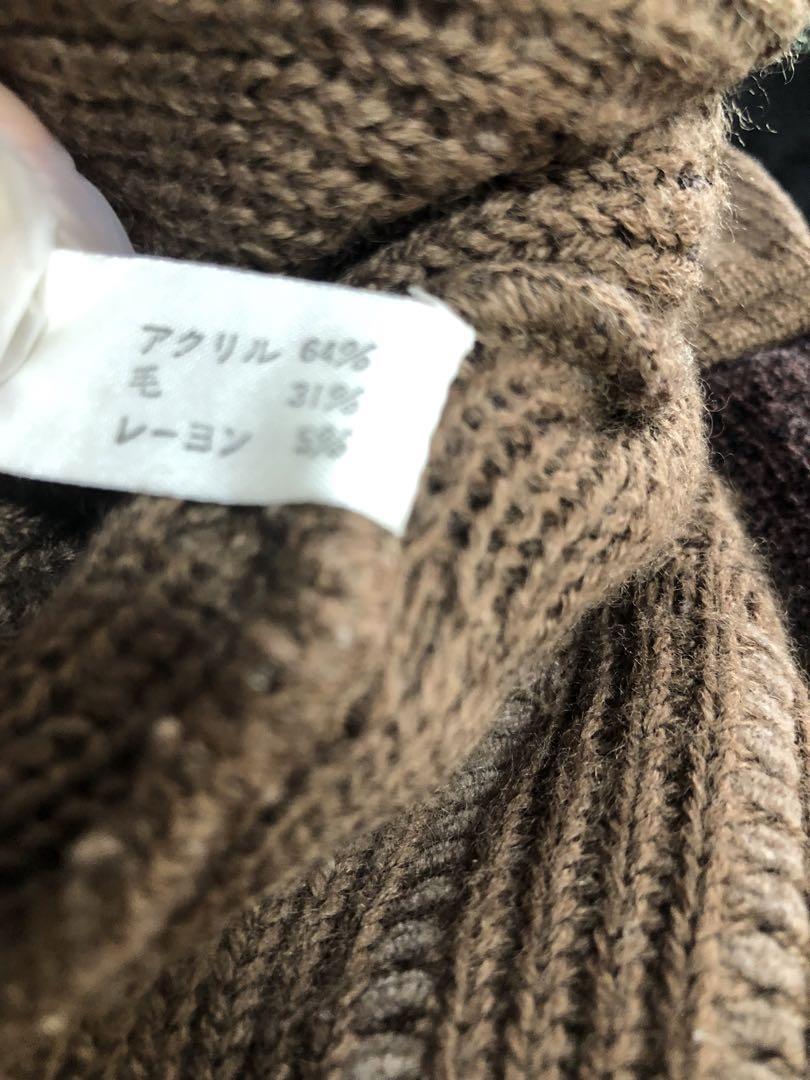 アクリル 64%
毛 31%
レーヨン 5%